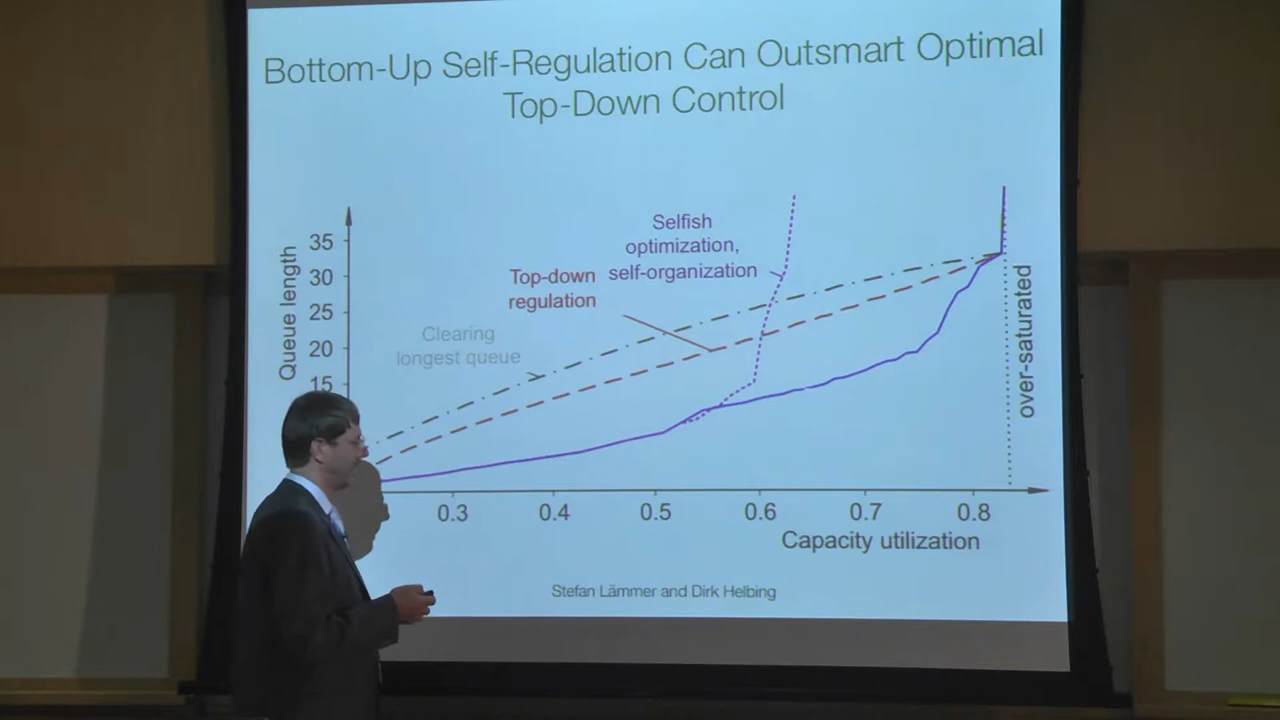 Bottom-Up Self-Regulation Can Outsmart Optimal
Top-Down Control
Queue length
35
30
25
20
15
Clearing
longest queue
Top-down
regulation
Selfish
optimization,
self-organization
over-saturated
0.3
0.4
0.5
0.6
0.7
0.8
Capacity utilization
Stefan Lämmer and Dirk Helbing